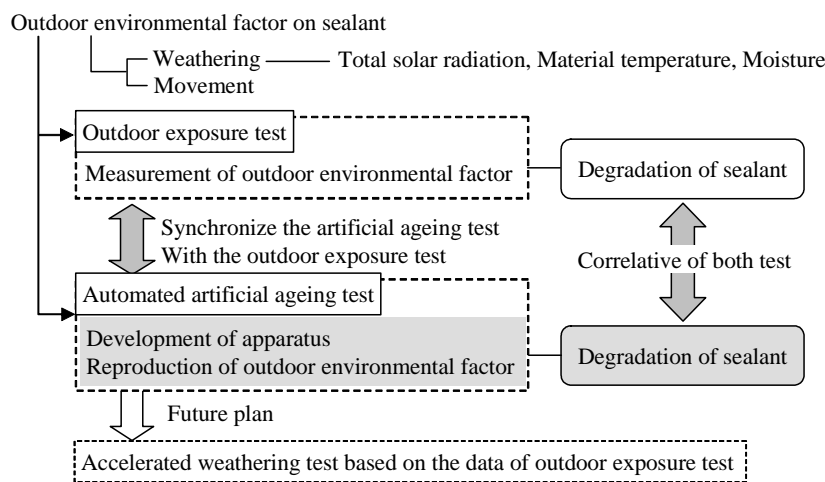 Outdoor environmental factor on sealant
Weathering
Total solar radiation, Material temperature, Moisture
Movement
Outdoor exposure test
Measurement of outdoor environmental factor
Degradation of sealant
Synchronize the artificial ageing test
With the outdoor exposure test
Correlative of both test
Automated artificial ageing test
Development of apparatus
Reproduction of outdoor environmental factor
Degradation of sealant
Future plan
Accelerated weathering test based on the data of outdoor exposure test